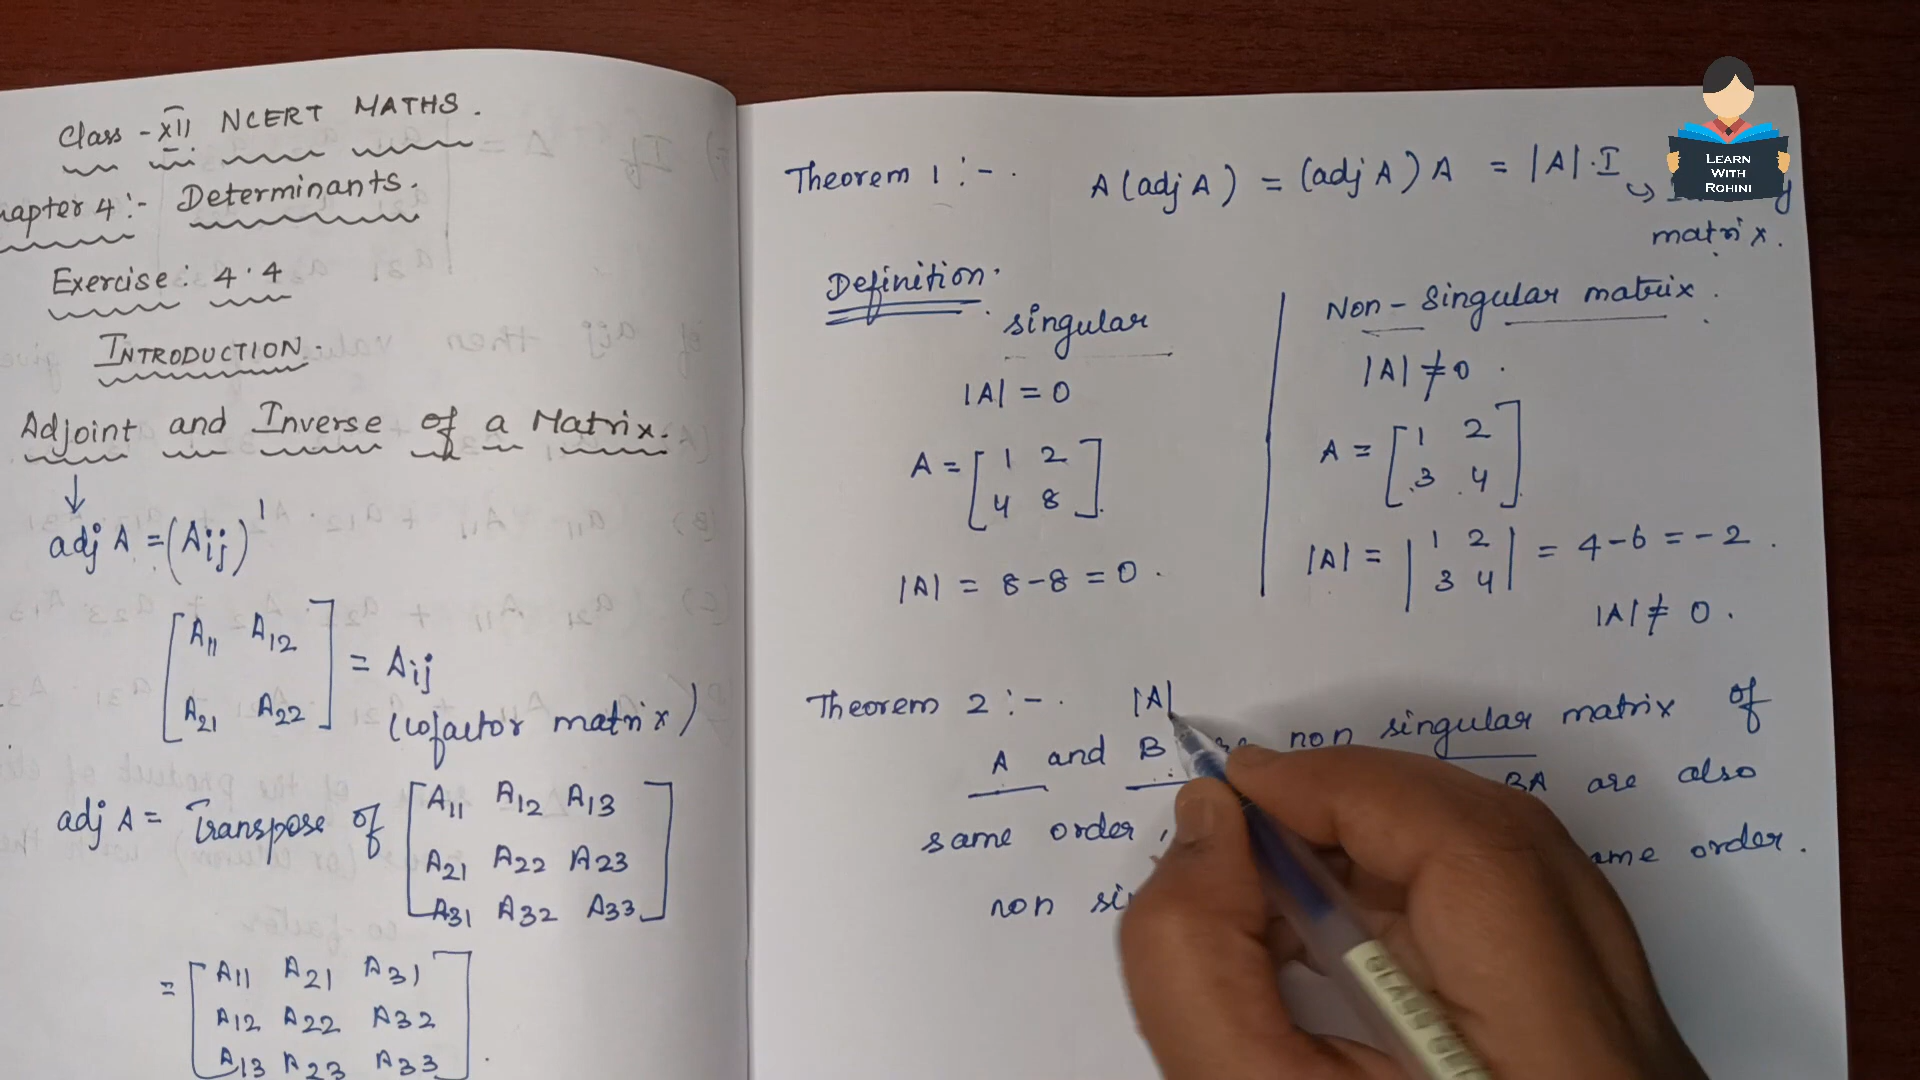 Class - XII NCERT MATHS.
hapter 4 :- Determinants.
Exercise: 4.4
INTRODUCTION.
Adjoint and Inverse of a Matrix.
↓
adj A = (Aij)'
[A11 A12
A21 A22] = Aij
(cofactor matrix)
adj A = Transpose of [A11 A12 A13
A21 A22 A23
A31 A32 A33]
= [A11 A21 A31
A12 A22 A32
A13 A23 A33]
Theorem 1 :- A (adj A) = (adj A) A = |A|. I
matrix.
Definition.
singular
|A| = 0
A = [1 2
4 8]
|A| = 8-8 = 0.
Non-Singular matrix.
|A| ≠ 0.
A = [1 2
3 4]
|A| = |1 2
3 4| = 4-6 = -2.
|A| ≠ 0.
Theorem 2 :- |A|
A and B non singular matrix of
same order, BA are also
non same order.
LEARN
WITH
ROHINI